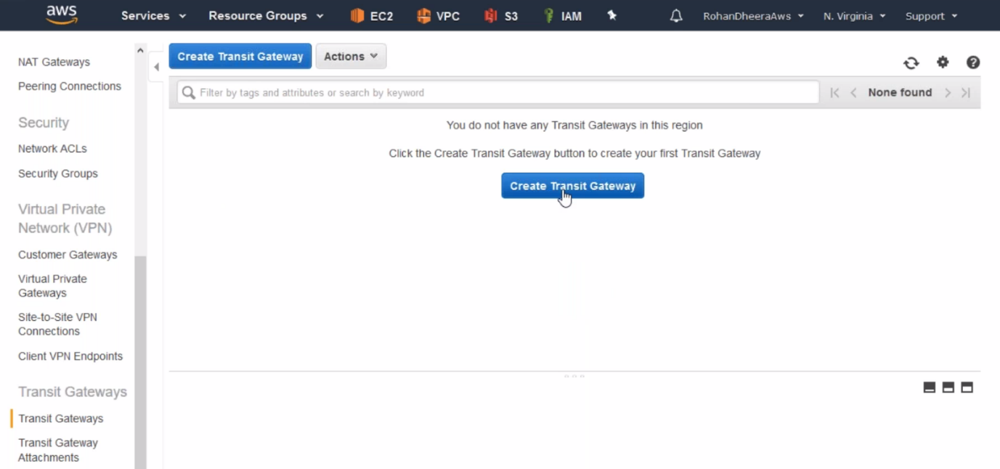 aws Services Resource Groups EC2 VPC S3 IAM RohanDheeraAws N. Virginia Support
NAT Gateways
Peering Connections
Security
Network ACLs
Security Groups
Virtual Private
Network (VPN)
Customer Gateways
Virtual Private
Gateways
Site-to-Site VPN
Connections
Client VPN Endpoints
Transit Gateways
Transit Gateways
Transit Gateway
Attachments
Create Transit Gateway Actions
Filter by tags and attributes or search by keyword
None found
You do not have any Transit Gateways in this region
Click the Create Transit Gateway button to create your first Transit Gateway
Create Transit Gateway